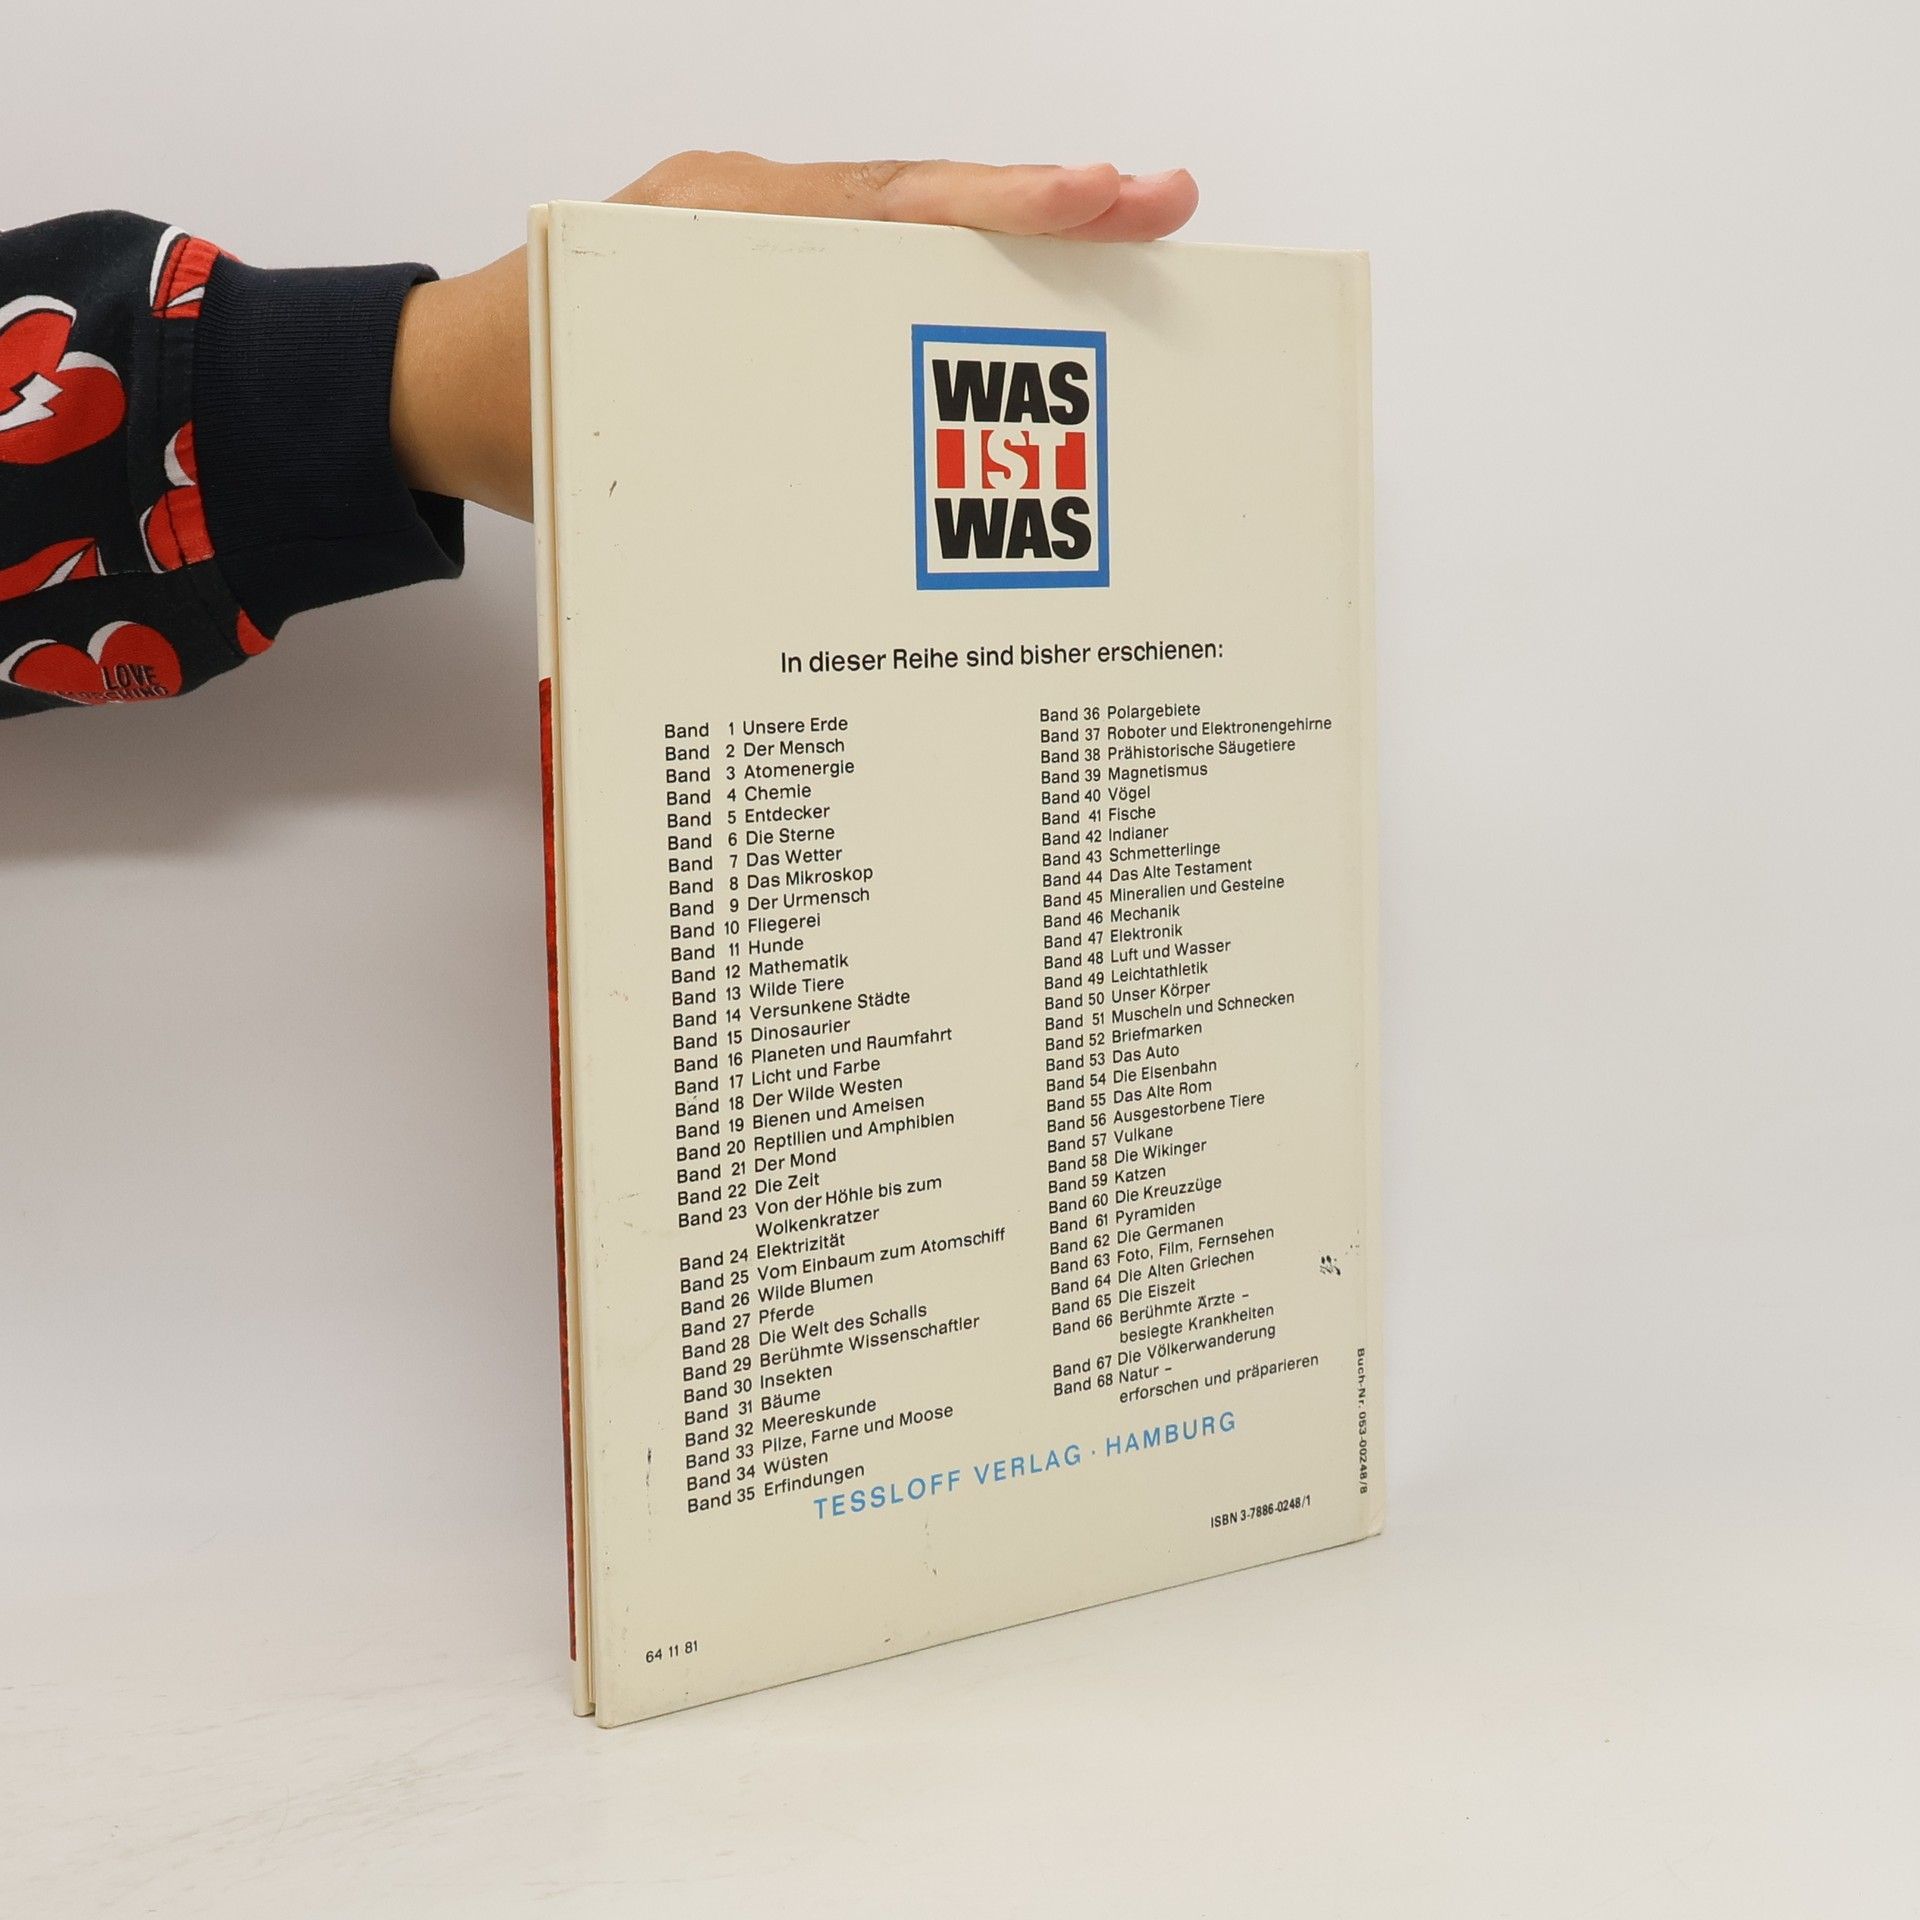 WAS
IST
WAS
In dieser Reihe sind bisher erschienen:
Band 1 Unsere Erde
Band 2 Der Mensch
Band 3 Atomenergie
Band 4 Chemie
Band 5 Entdecker
Band 6 Die Sterne
Band 7 Das Wetter
Band 8 Das Mikroskop
Band 9 Der Urmensch
Band 10 Fliegerei
Band 11 Hunde
Band 12 Mathematik
Band 13 Wilde Tiere
Band 14 Versunkene Städte
Band 15 Dinosaurier
Band 16 Planeten und Raumfahrt
Band 17 Licht und Farbe
Band 18 Der Wilde Westen
Band 19 Bienen und Ameisen
Band 20 Reptilien und Amphibien
Band 21 Der Mond
Band 22 Die Zeit
Band 23 Von der Höhle bis zum
Wolkenkratzer
Band 24 Elektrizität
Band 25 Vom Einbaum zum Atomschiff
Band 26 Wilde Blumen
Band 27 Pferde
Band 28 Die Welt des Schalls
Band 29 Berühmte Wissenschaftler
Band 30 Insekten
Band 31 Bäume
Band 32 Meereskunde
Band 33 Pilze, Farne und Moose
Band 34 Wüsten
Band 35 Erfindungen
Band 36 Polargebiete
Band 37 Roboter und Elektronengehirne
Band 38 Prähistorische Säugetiere
Band 39 Magnetismus
Band 40 Vögel
Band 41 Fische
Band 42 Indianer
Band 43 Schmetterlinge
Band 44 Das Alte Testament
Band 45 Mineralien und Gesteine
Band 46 Mechanik
Band 47 Elektronik
Band 48 Luft und Wasser
Band 49 Leichtathletik
Band 50 Unser Körper
Band 51 Muscheln und Schnecken
Band 52 Briefmarken
Band 53 Das Auto
Band 54 Die Eisenbahn
Band 55 Das Alte Rom
Band 56 Ausgestorbene Tiere
Band 57 Vulkane
Band 58 Die Wikinger
Band 59 Katzen
Band 60 Die Kreuzzüge
Band 61 Pyramiden
Band 62 Die Germanen
Band 63 Foto, Film, Fernsehen
Band 64 Die Alten Griechen
Band 65 Die Eiszeit
Band 66 Berühmte Ärzte –
besiegte Krankheiten
Band 67 Die Völkerwanderung
Band 68 Natur –
erforschen und präparieren
TESSLOFF VERLAG · HAMBURG
ISBN 3-7886-0248/1
Buch-Nr. 053-00248/8
64 11 81
LOVE
MOSCHINO